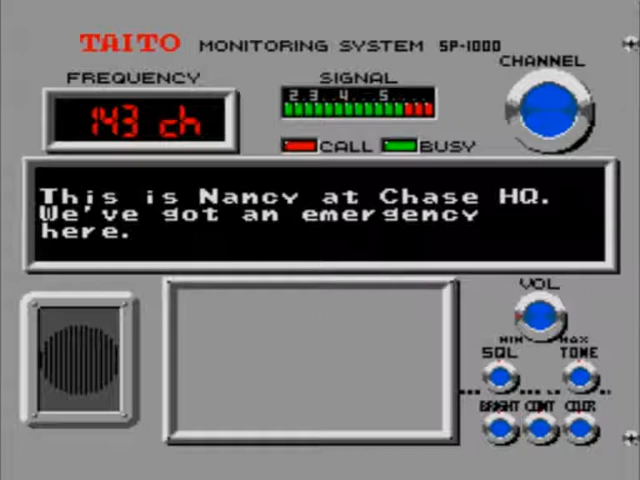 TAITO MONITORING SYSTEM SP-1000
CHANNEL
FREQUENCY
SIGNAL
143 ch
2.3..4...5....
CALL BUSY
This is Nancy at Chase HQ.
We've got an emergency
here.
VOL
MIN MAX
SQL TONE
BRIGHT CONT COLOR